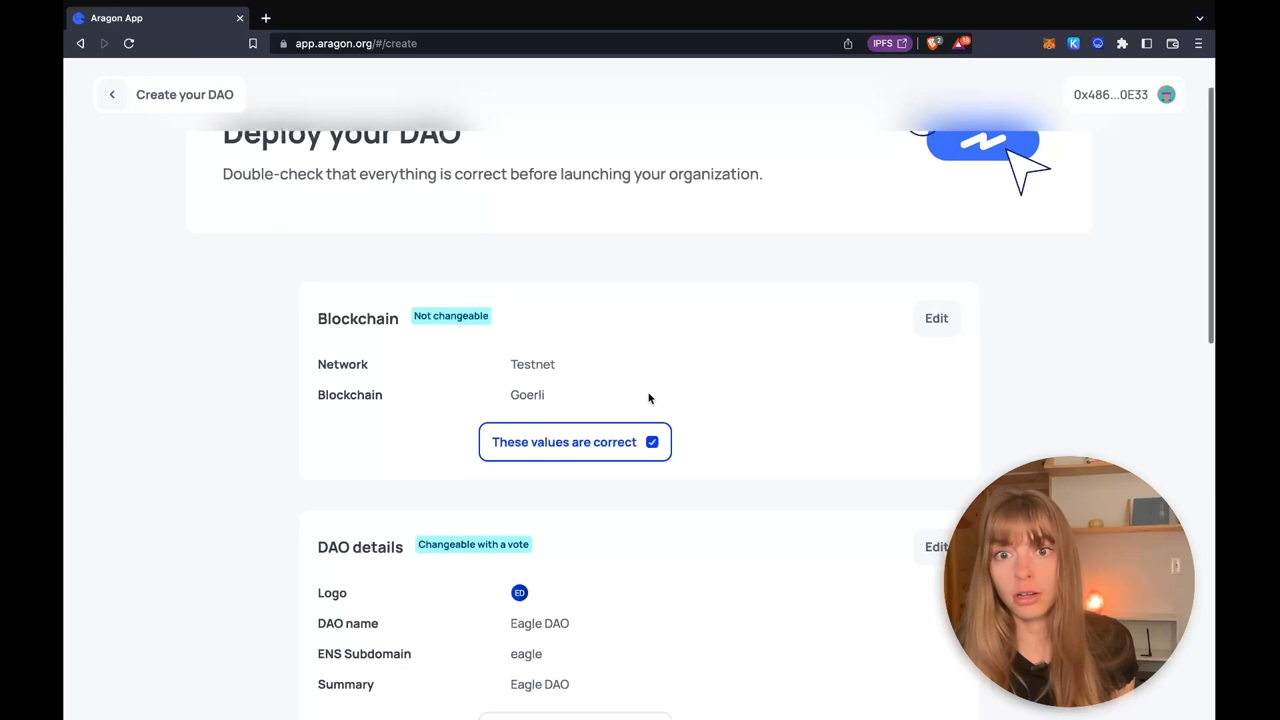 Aragon App
app.aragon.org/#/create
IPFS
2
15
Create your DAO
0x486...0E33
Deploy your DAO
Double-check that everything is correct before launching your organization.
Blockchain Not changeable Edit
Network Testnet
Blockchain Goerli
These values are correct
DAO details Changeable with a vote Edit
Logo ED
DAO name Eagle DAO
ENS Subdomain eagle
Summary Eagle DAO